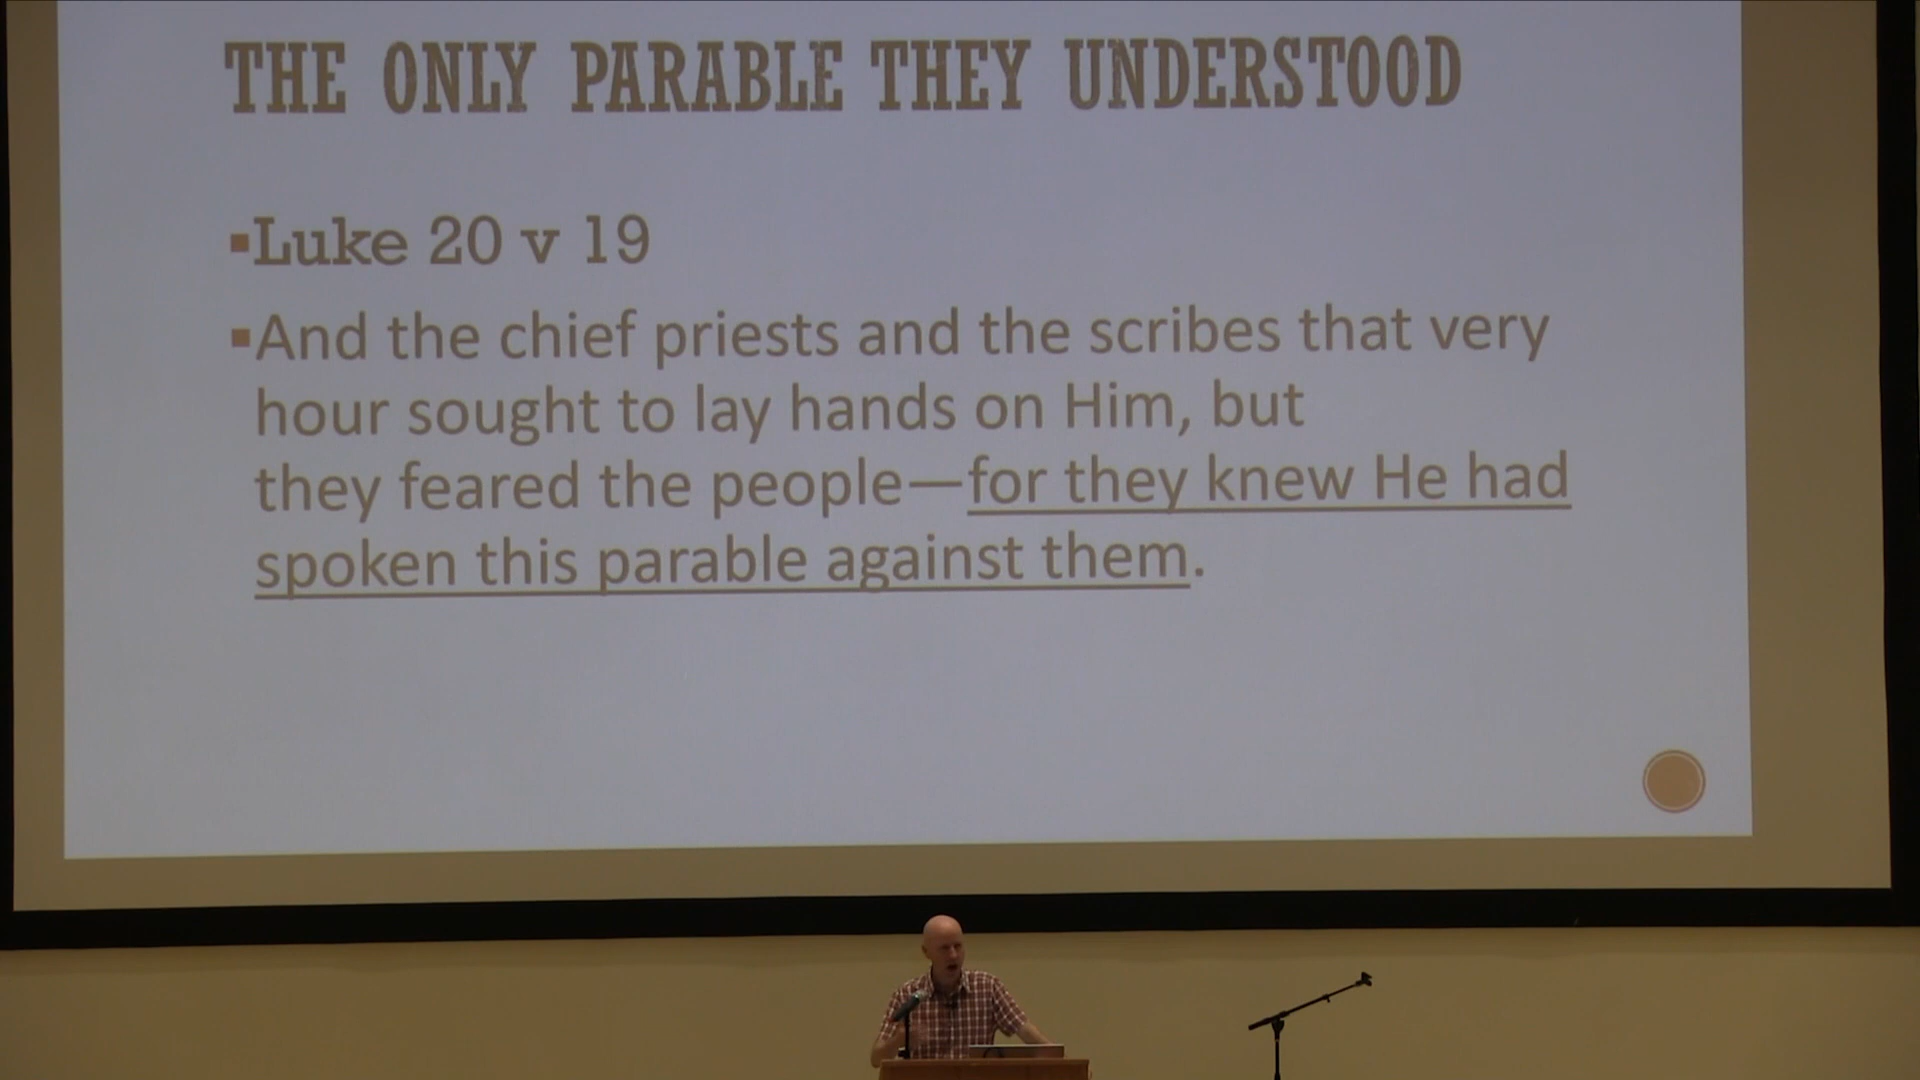 THE ONLY PARABLE THEY UNDERSTOOD
▪Luke 20 v 19
▪And the chief priests and the scribes that very
hour sought to lay hands on Him, but
they feared the people—for they knew He had
spoken this parable against them.